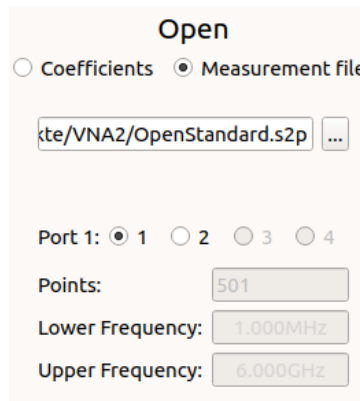 Open
Coefficients Measurement file
kte/VNA2/OpenStandard.s2p ...
Port 1: 1 2 3 4
Points: 501
Lower Frequency: 1.000MHz
Upper Frequency: 6.000GHz